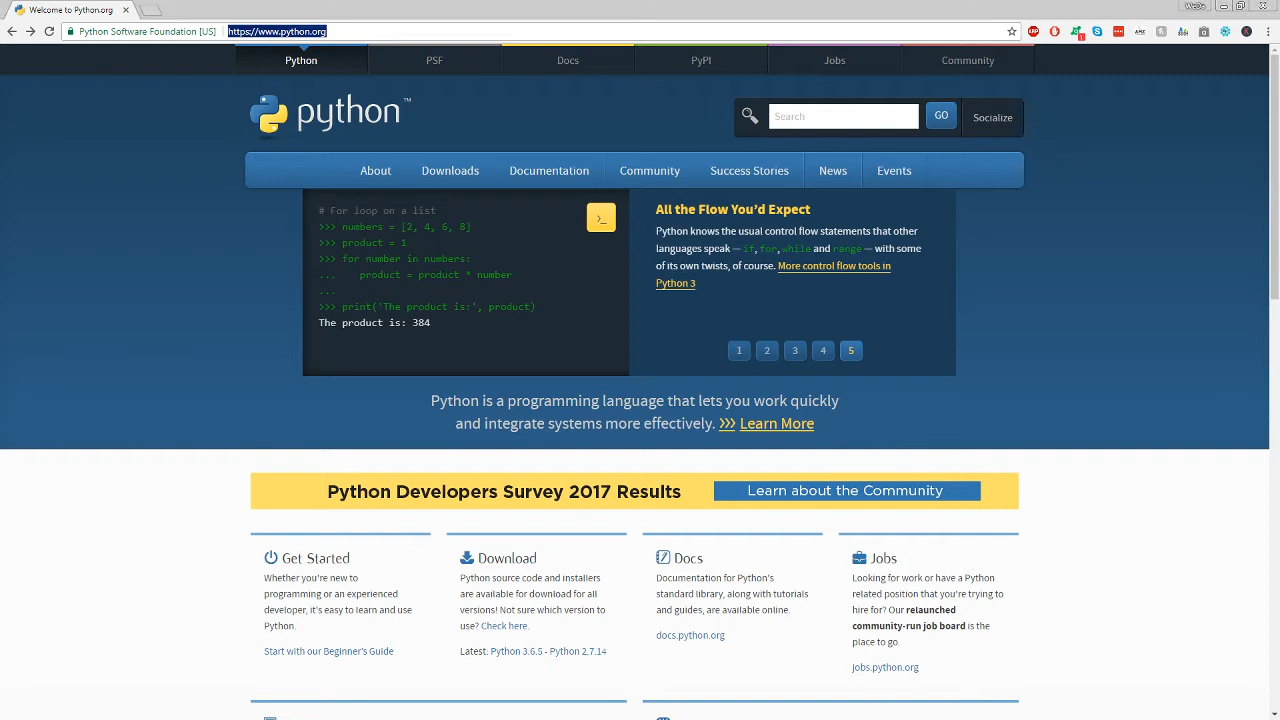 Welcome to Python.org
Python Software Foundation [US]
https://www.python.org
Python
PSF
Docs
PyPI
Jobs
Community
python™
Search
GO
Socialize
About
Downloads
Documentation
Community
Success Stories
News
Events
# For loop on a list
>>> numbers = [2, 4, 6, 8]
>>> product = 1
>>> for number in numbers:
...    product = product * number
...
>>> print('The product is:', product)
The product is: 384
>_
All the Flow You'd Expect
Python knows the usual control flow statements that other
languages speak — if, for, while and range — with some
of its own twists, of course. More control flow tools in
Python 3
1
2
3
4
5
Python is a programming language that lets you work quickly
and integrate systems more effectively. >>> Learn More
Python Developers Survey 2017 Results
Learn about the Community
Get Started
Whether you're new to
programming or an experienced
developer, it's easy to learn and use
Python.
Start with our Beginner's Guide
Download
Python source code and installers
are available for download for all
versions! Not sure which version to
use? Check here.
Latest: Python 3.6.5 - Python 2.7.14
Docs
Documentation for Python's
standard library, along with tutorials
and guides, are available online.
docs.python.org
Jobs
Looking for work or have a Python
related position that you're trying to
hire for? Our relaunched
community-run job board is the
place to go.
jobs.python.org